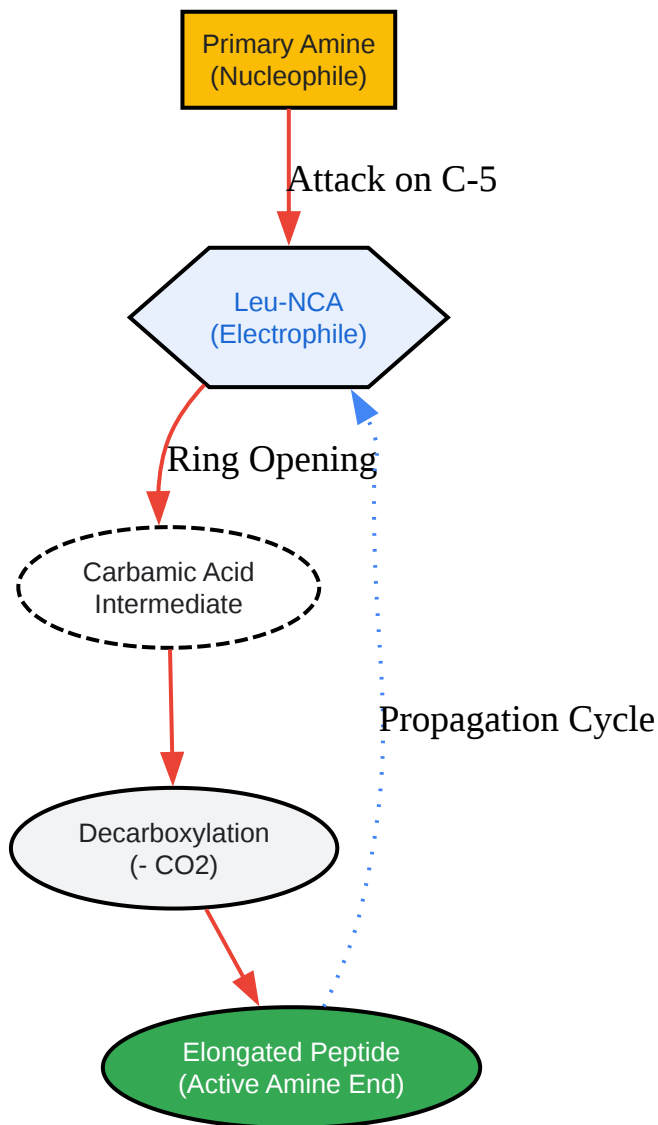 Primary Amine
(Nucleophile)
Attack on C-5
Leu-NCA
(Electrophile)
Ring Opening
Carbamic Acid
Intermediate
Propagation Cycle
Decarboxylation
(- CO2)
Elongated Peptide
(Active Amine End)